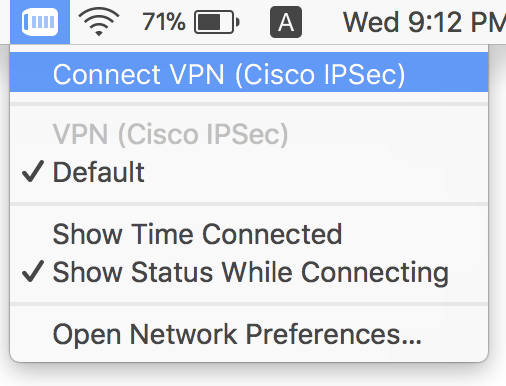 71% A Wed 9:12 PM
Connect VPN (Cisco IPSec)
VPN (Cisco IPSec)
Default
Show Time Connected
Show Status While Connecting
Open Network Preferences...